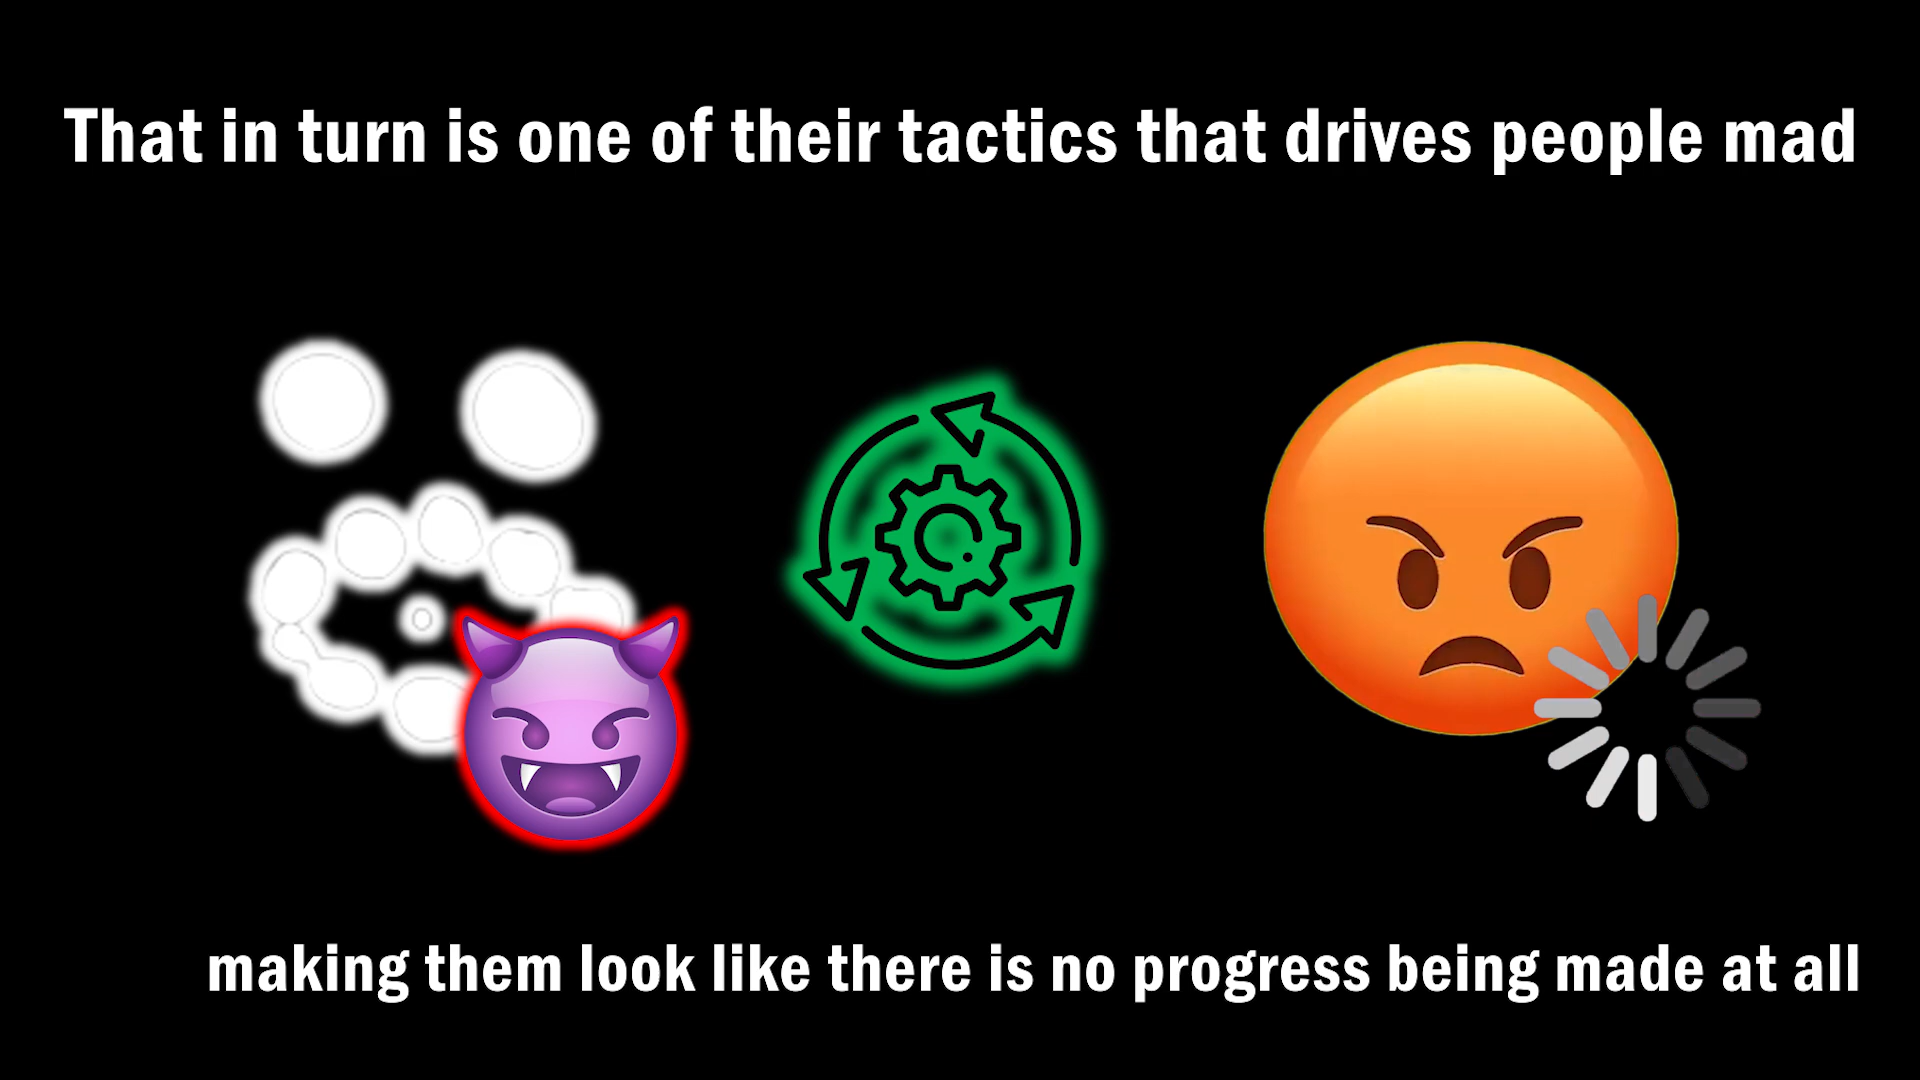 That in turn is one of their tactics that drives people mad
making them look like there is no progress being made at all